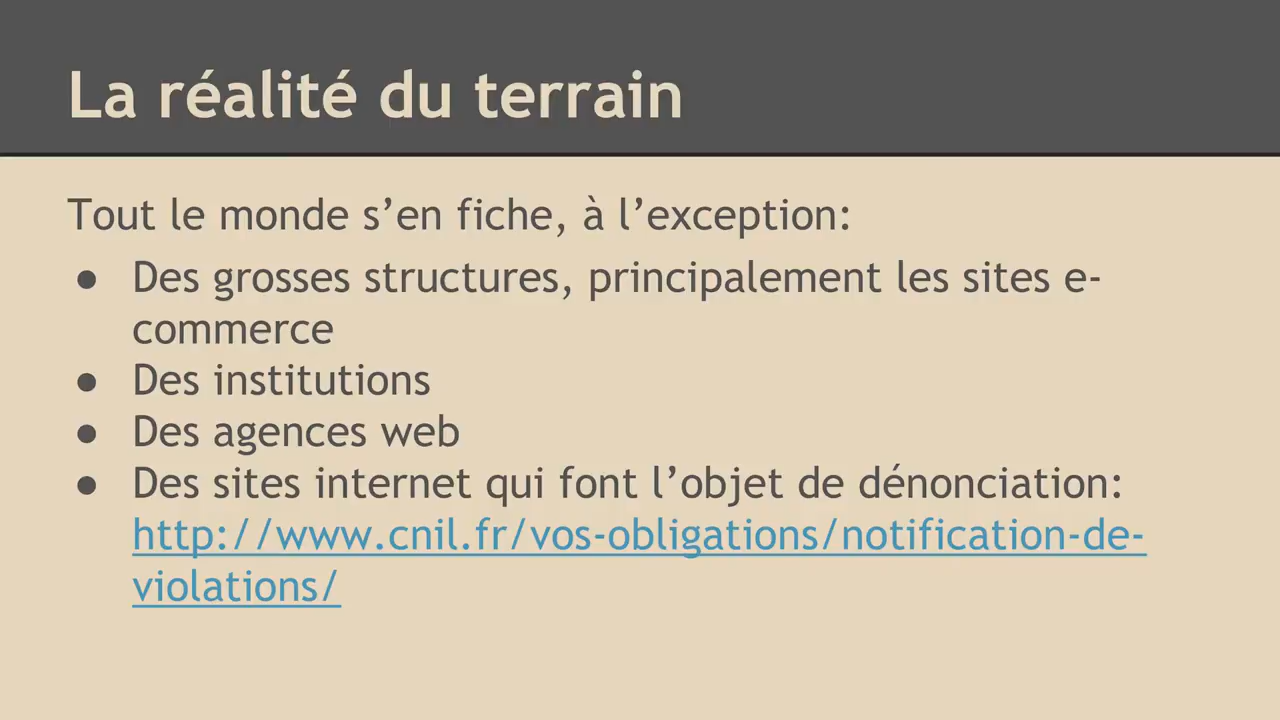 La réalité du terrain
Tout le monde s’en fiche, à l’exception:
● Des grosses structures, principalement les sites e-
commerce
● Des institutions
● Des agences web
● Des sites internet qui font l’objet de dénonciation:
http://www.cnil.fr/vos-obligations/notification-de-
violations/